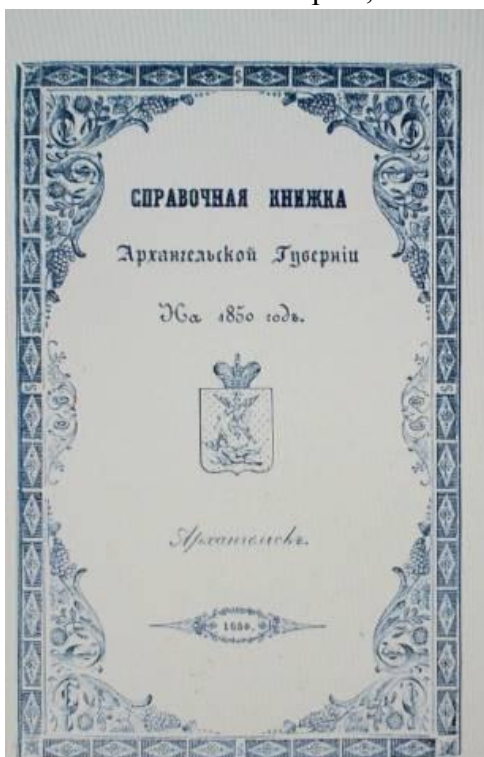 СПРАВОЧНАЯ КНИЖКА
Архангельской Губернiи
На 1850 годъ.
Архангельскъ.
1850.